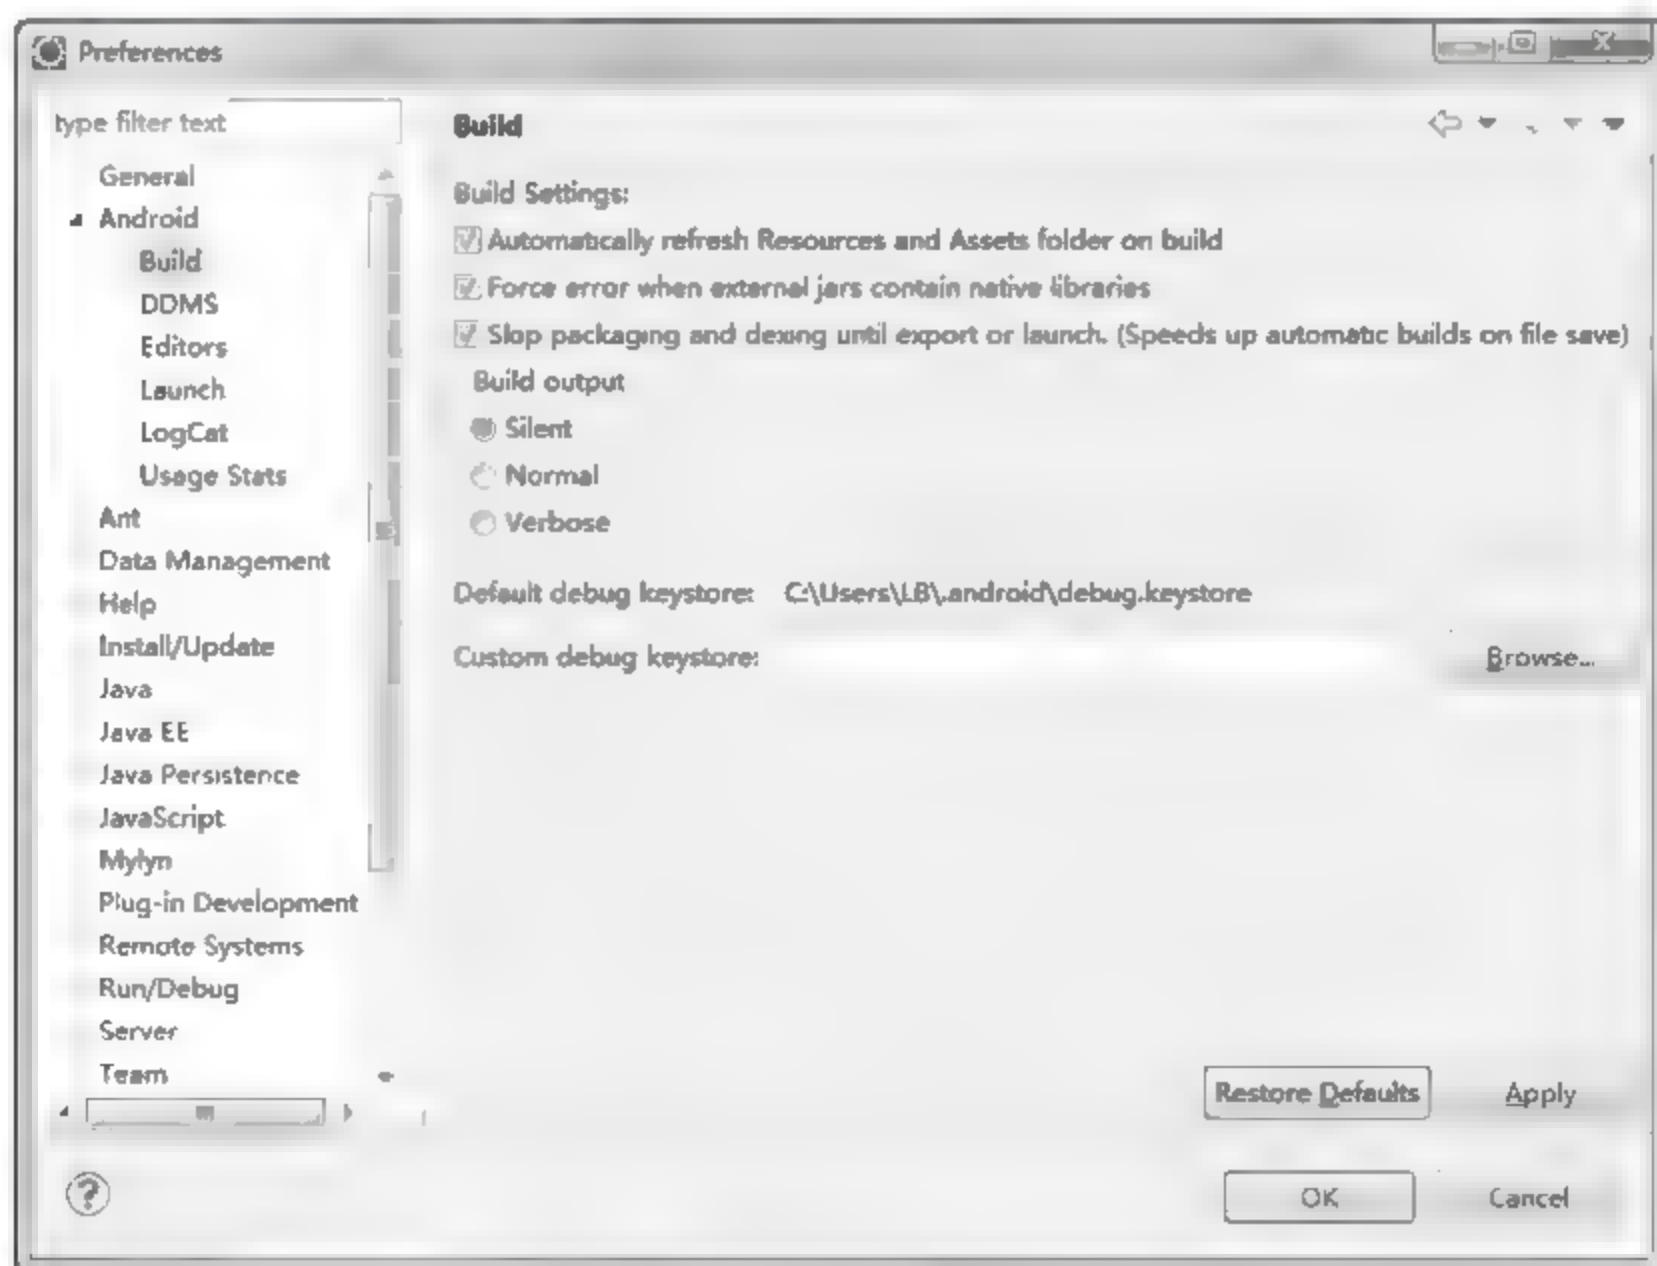 Preferences
type filter text
General
Android
Build
DDMS
Editors
Launch
LogCat
Usage Stats
Ant
Data Management
Help
Install/Update
Java
Java EE
Java Persistence
JavaScript
Mylyn
Plug-in Development
Remote Systems
Run/Debug
Server
Team
Build
Build Settings:
Automatically refresh Resources and Assets folder on build
Force error when external jars contain native libraries
Skip packaging and dexing until export or launch. (Speeds up automatic builds on file save)
Build output
Silent
Normal
Verbose
Default debug keystore: C:\Users\LB\.android\debug.keystore
Custom debug keystore:
Browse...
Restore Defaults
Apply
OK
Cancel